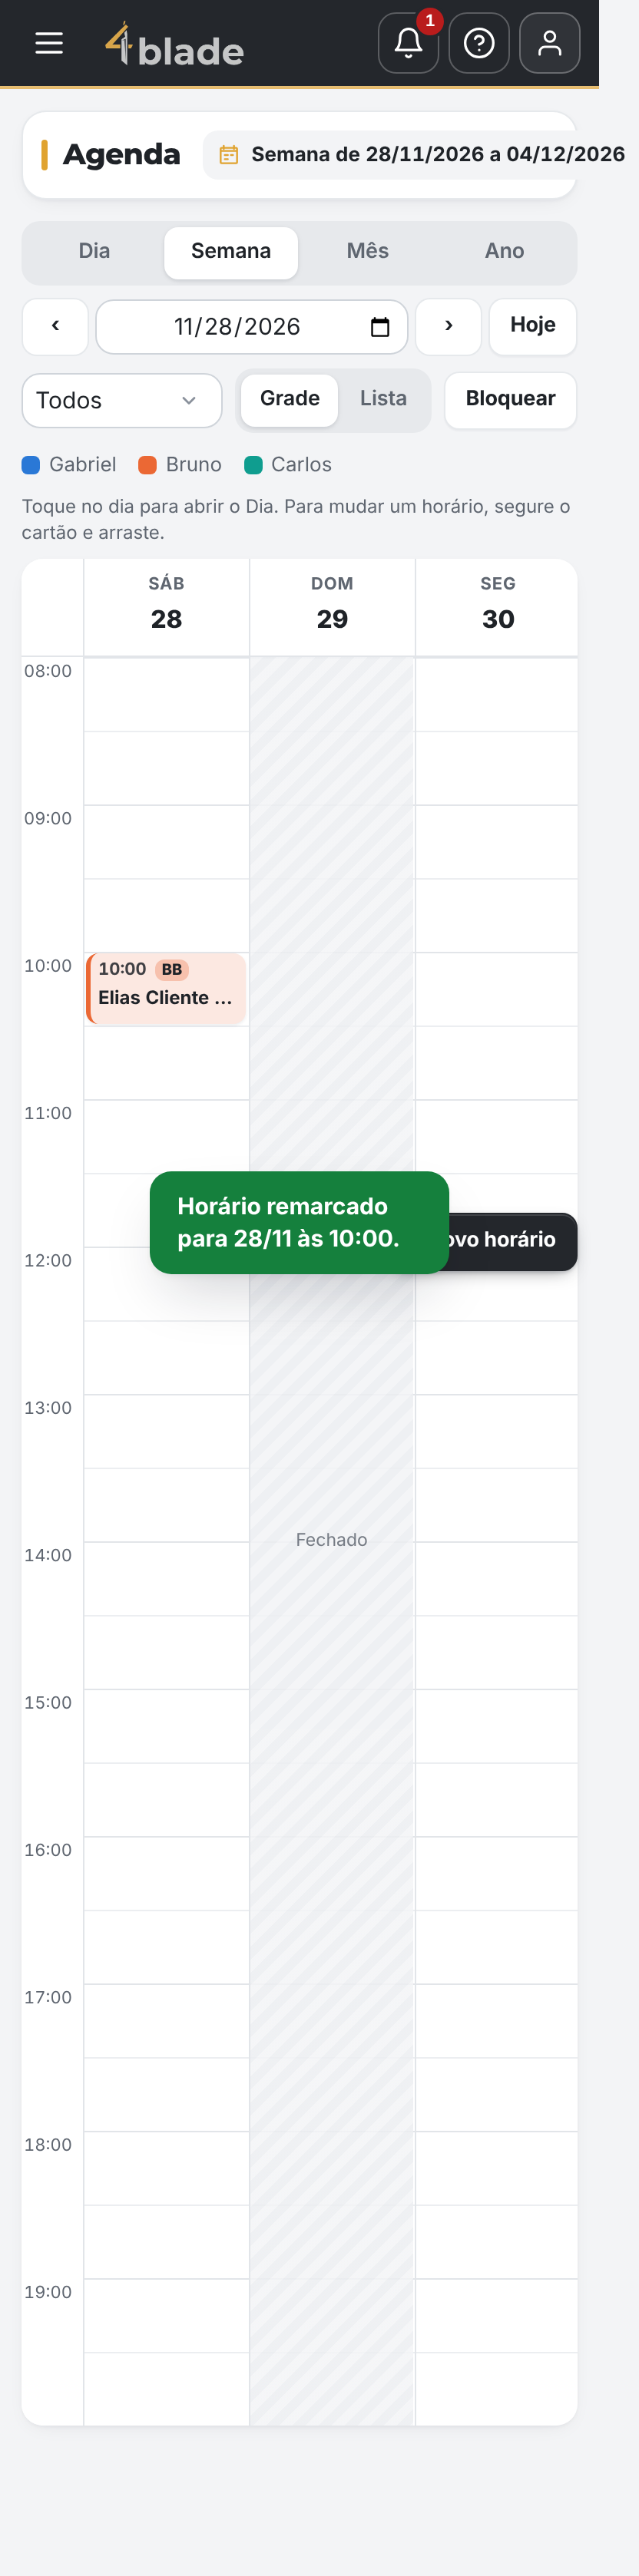 4blade
1
Agenda
Semana de 28/11/2026 a 04/12/2026
Dia
Semana
Mês
Ano
‹
11/28/2026
›
Hoje
Todos
Grade
Lista
Bloquear
Gabriel
Bruno
Carlos
Toque no dia para abrir o Dia. Para mudar um horário, segure o
cartão e arraste.
SÁB
28
DOM
29
SEG
30
08:00
09:00
10:00
10:00 BB
Elias Cliente ...
11:00
Horário remarcado
para 28/11 às 10:00.
horário
12:00
13:00
Fechado
14:00
15:00
16:00
17:00
18:00
19:00